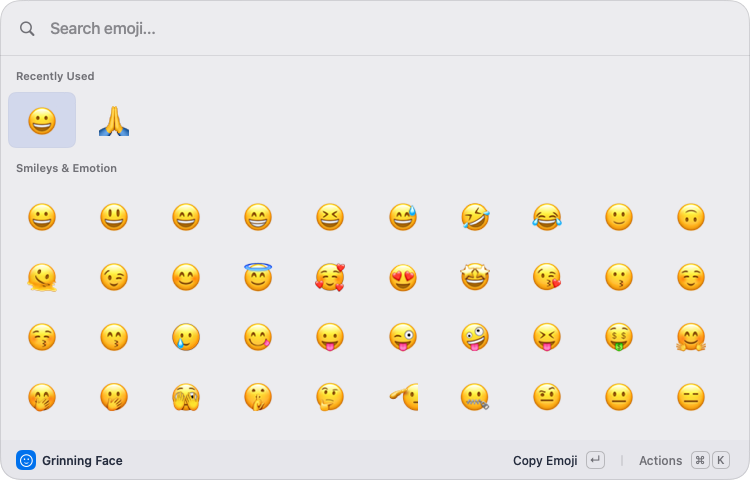 Search emoji...
Recently Used
Smileys & Emotion
Grinning Face
Copy Emoji ↵
Actions ⌘ K